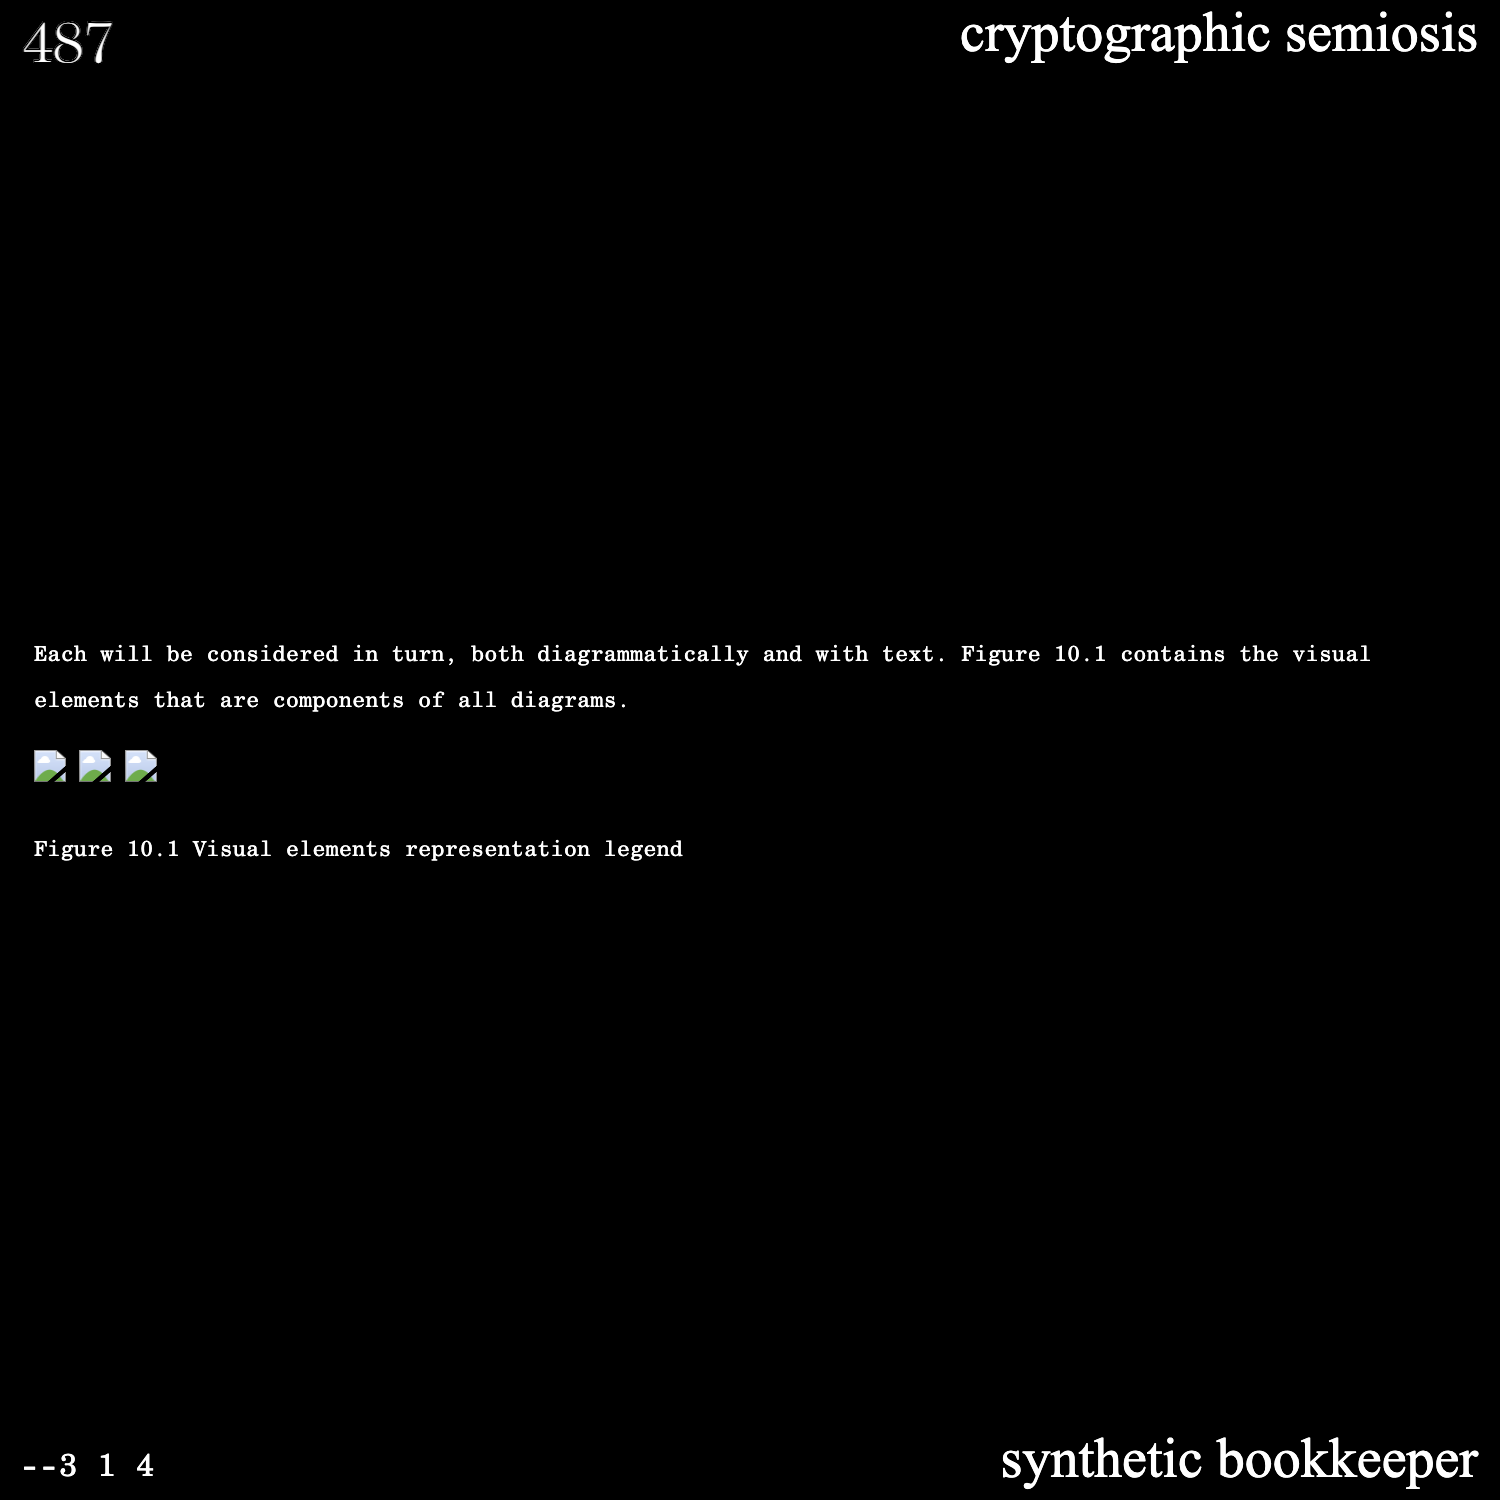 487
cryptographic semiosis
Each will be considered in turn, both diagrammatically and with text. Figure 10.1 contains the visual
elements that are components of all diagrams.
Figure 10.1 Visual elements representation legend
--3 1 4
synthetic bookkeeper